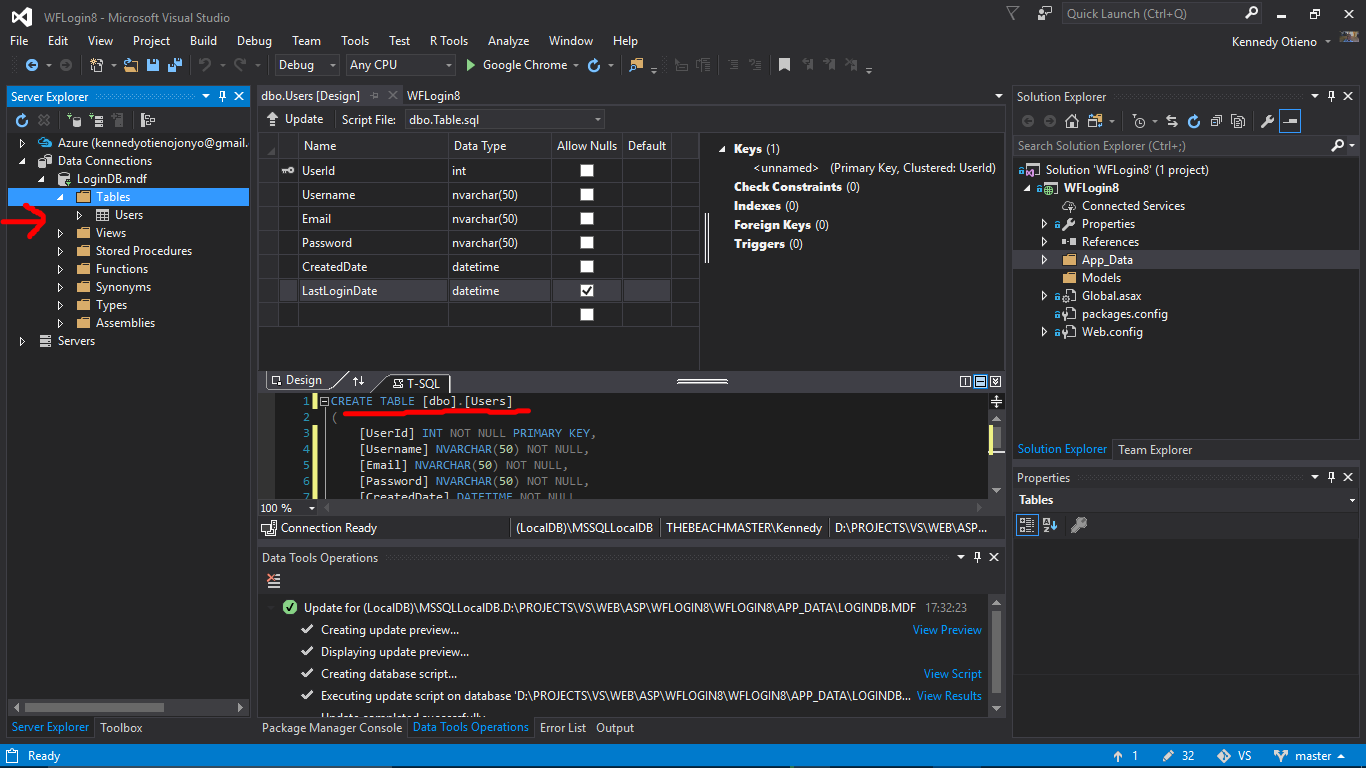 WFLogin8 - Microsoft Visual Studio
Quick Launch (Ctrl+Q)
File Edit View Project Build Debug Team Tools Test R Tools Analyze Window Help
Kennedy Otieno
Debug Any CPU Google Chrome
Server Explorer
Azure (kennedyotienojonyo@gmail.
Data Connections
LoginDB.mdf
Tables
Users
Views
Stored Procedures
Functions
Synonyms
Types
Assemblies
Servers
Server Explorer Toolbox
dbo.Users [Design] WFLogin8
Update Script File: dbo.Table.sql
Name Data Type Allow Nulls Default
UserId int
Username nvarchar(50)
Email nvarchar(50)
Password nvarchar(50)
CreatedDate datetime
LastLoginDate datetime
Keys (1)
<unnamed> (Primary Key, Clustered: UserId)
Check Constraints (0)
Indexes (0)
Foreign Keys (0)
Triggers (0)
Design T-SQL
1 CREATE TABLE [dbo].[Users]
2 (
3 [UserId] INT NOT NULL PRIMARY KEY,
4 [Username] NVARCHAR(50) NOT NULL,
5 [Email] NVARCHAR(50) NOT NULL,
6 [Password] NVARCHAR(50) NOT NULL,
7 [CreatedDate] DATETIME NOT NULL
100 %
Connection Ready (LocalDB)\MSSQLLocalDB THEBEACHMASTER\Kennedy D:\PROJECTS\VS\WEB\ASP...
Data Tools Operations
Update for (LocalDB)\MSSQLLocalDB.D:\PROJECTS\VS\WEB\ASP\WFLOGIN8\WFLOGIN8\APP_DATA\LOGINDB.MDF 17:32:23
Creating update preview... View Preview
Displaying update preview...
Creating database script... View Script
Executing update script on database 'D:\PROJECTS\VS\WEB\ASP\WFLOGIN8\WFLOGIN8\APP_DATA\LOGINDB... View Results
Update completed successfully
Package Manager Console Data Tools Operations Error List Output
Solution Explorer
Search Solution Explorer (Ctrl+;)
Solution 'WFLogin8' (1 project)
WFLogin8
Connected Services
Properties
References
App_Data
Models
Global.asax
packages.config
Web.config
Solution Explorer Team Explorer
Properties
Tables
Ready 1 32 VS master